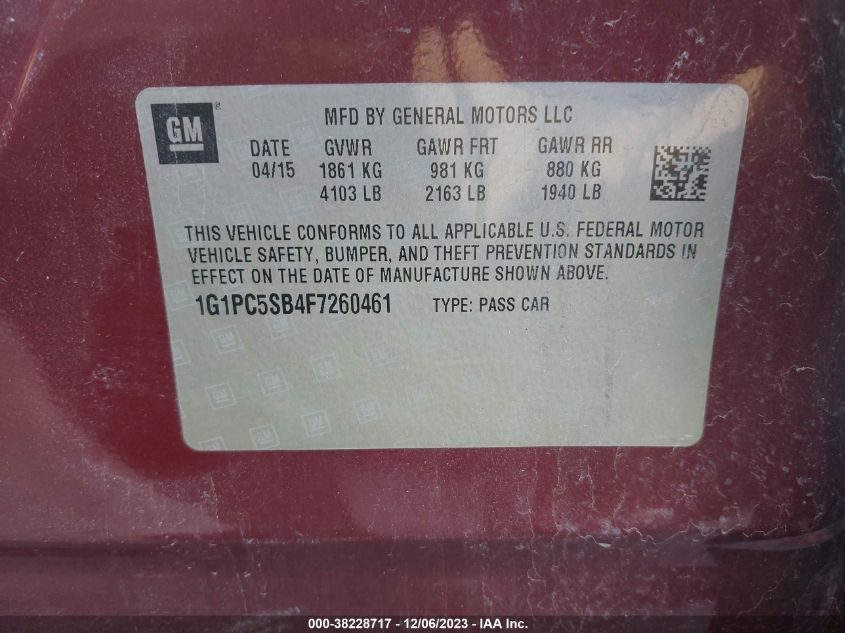 GM®
MFD BY GENERAL MOTORS LLC
DATE GVWR GAWR FRT GAWR RR
04/15 1861 KG 981 KG 880 KG
4103 LB 2163 LB 1940 LB
THIS VEHICLE CONFORMS TO ALL APPLICABLE U.S. FEDERAL MOTOR
VEHICLE SAFETY, BUMPER, AND THEFT PREVENTION STANDARDS IN
EFFECT ON THE DATE OF MANUFACTURE SHOWN ABOVE.
1G1PC5SB4F7260461 TYPE: PASS CAR
000-38228717 - 12/06/2023 - IAA Inc.